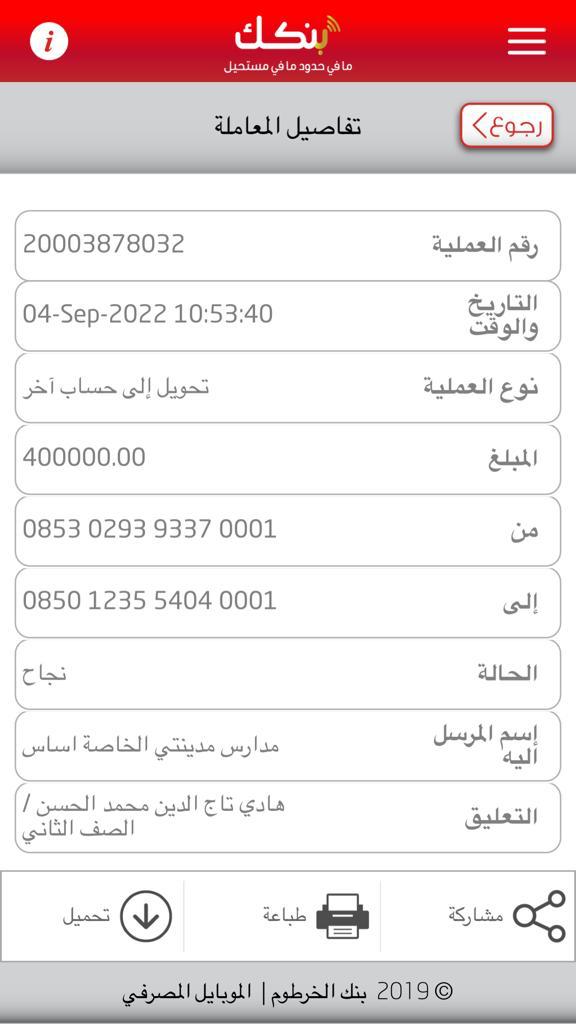 بنكك
ما في حدود ما في مستحيل
رجوع
تفاصيل المعاملة
رقم العملية 20003878032
التاريخ والوقت 04-Sep-2022 10:53:40
نوع العملية تحويل إلى حساب آخر
المبلغ 400000.00
من 0853 0293 9337 0001
إلى 0850 1235 5404 0001
الحالة نجاح
إسم المرسل اليه مدارس مدينتي الخاصة اساس
التعليق هادي تاج الدين محمد الحسن /
الصف الثاني
مشاركة طباعة تحميل
© 2019 بنك الخرطوم | الموبايل المصرفي